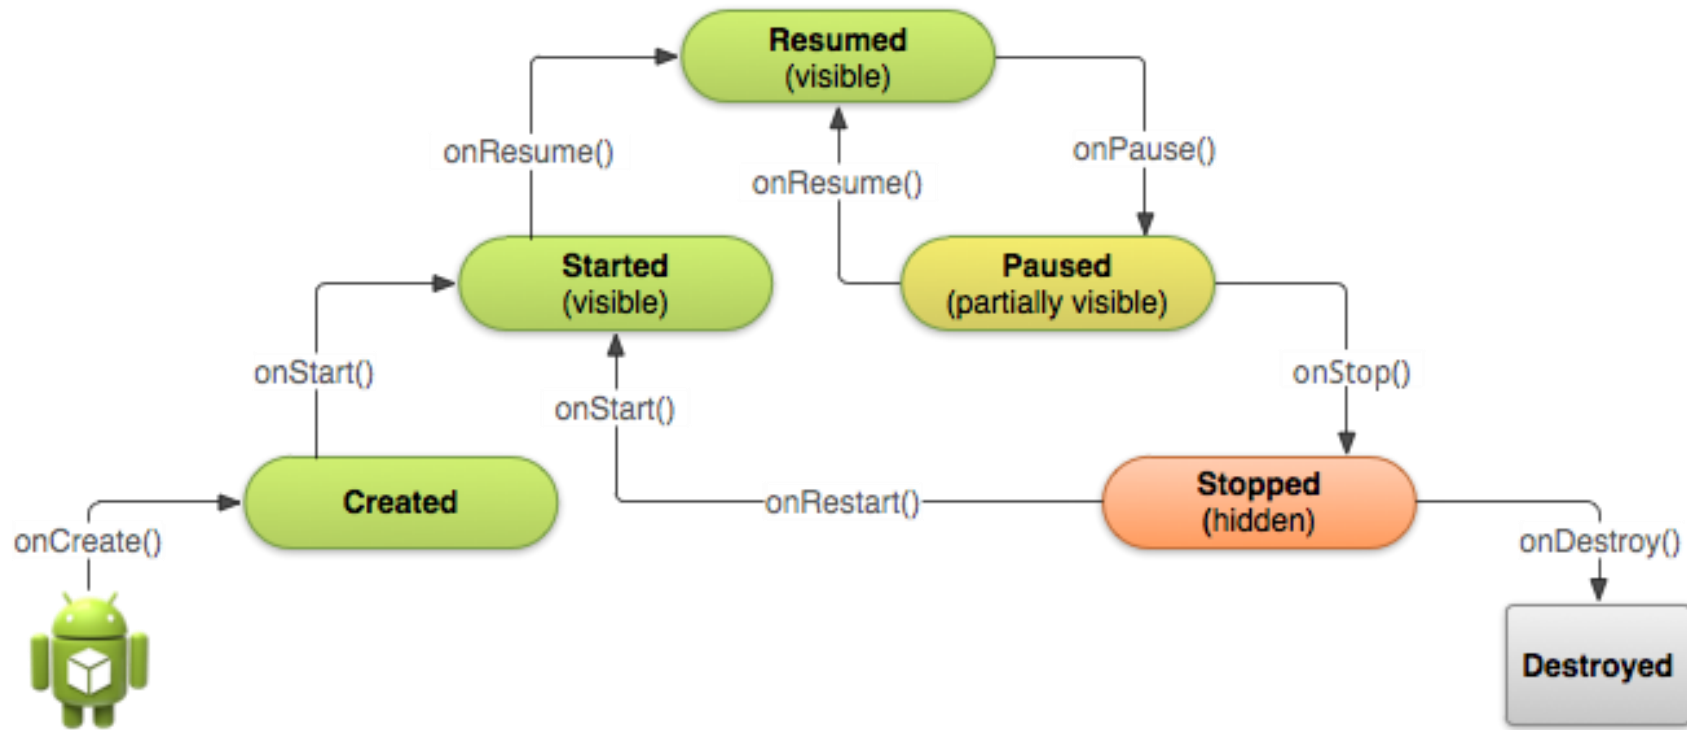 Resumed
(visible)
onResume()
onPause()
onResume()
Started
(visible)
Paused
(partially visible)
onStart()
onStop()
onStart()
Created
onRestart()
Stopped
(hidden)
onCreate()
onDestroy()
Destroyed